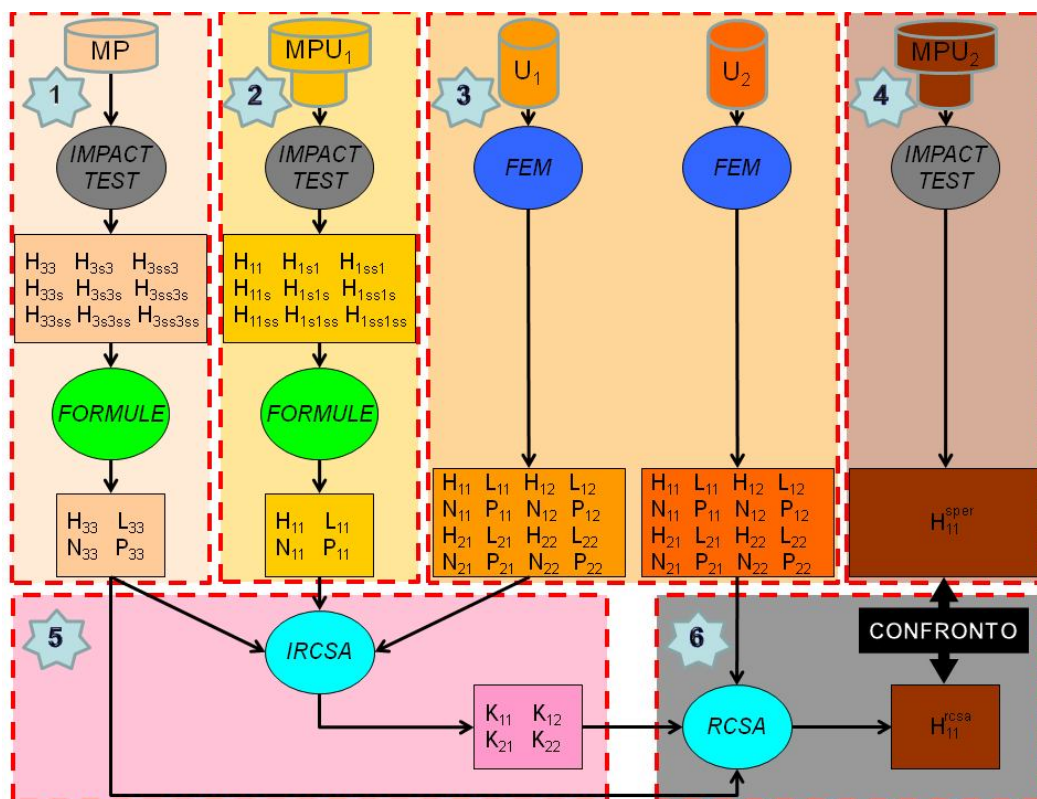 MP
MPU1
U1
U2
MPU2
1
2
3
4
IMPACT
TEST
IMPACT
TEST
FEM
FEM
IMPACT
TEST
H33 H3s3 H3ss3
H33s H3s3s H3ss3s
H33ss H3s3ss H3ss3ss
H11 H1s1 H1ss1
H11s H1s1s H1ss1s
H11ss H1s1ss H1ss1ss
FORMULE
FORMULE
H33 L33
N33 P33
H11 L11
N11 P11
H11 L11 H12 L12
N11 P11 N12 P12
H21 L21 H22 L22
N21 P21 N22 P22
H11 L11 H12 L12
N11 P11 N12 P12
H21 L21 H22 L22
N21 P21 N22 P22
H11sper
5
IRCSA
6
CONFRONTO
K11 K12
K21 K22
RCSA
H11rcsa